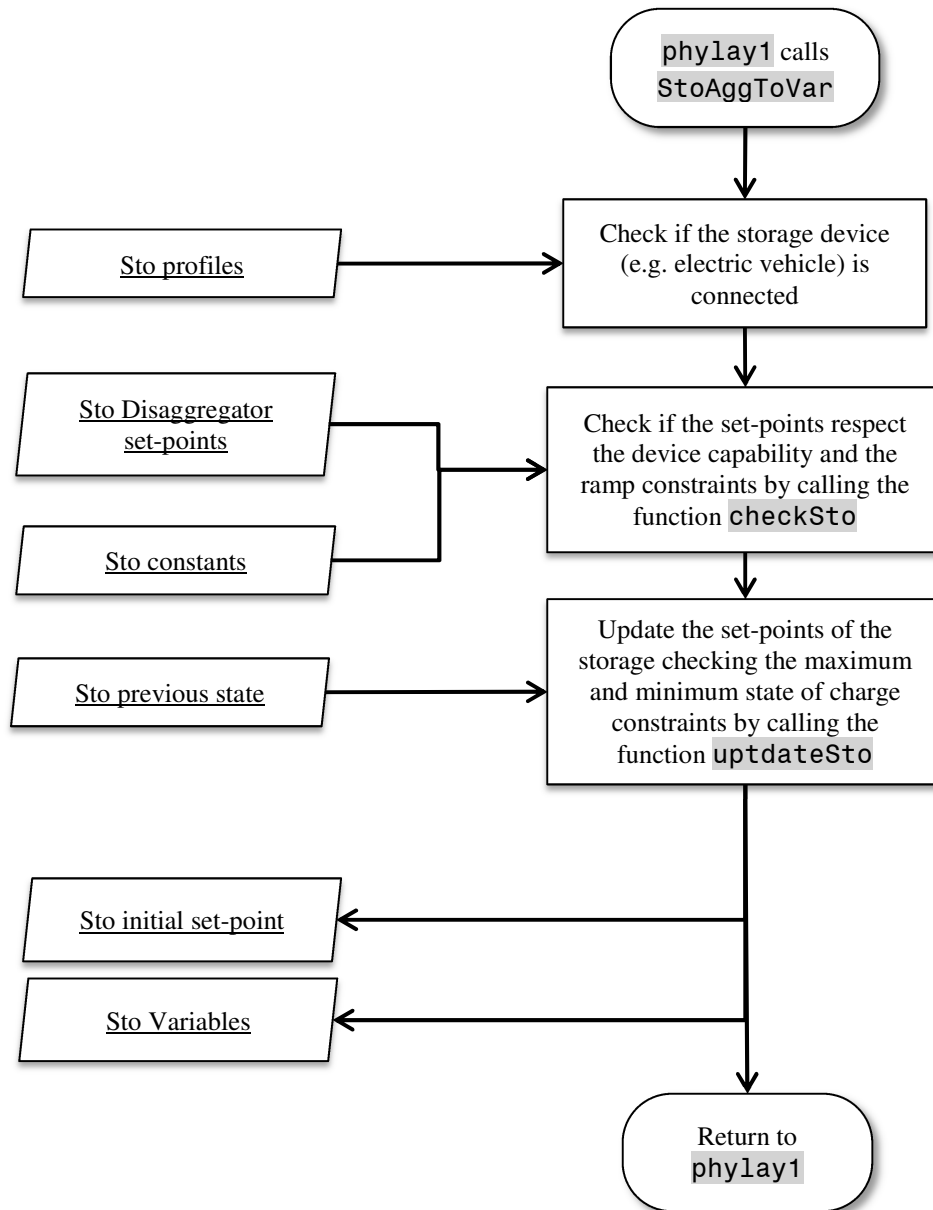 phylay1 calls
StoAggToVar
Sto profiles
Check if the storage device
(e.g. electric vehicle) is
connected
Sto Disaggregator
set-points
Sto constants
Check if the set-points respect
the device capability and the
ramp constraints by calling the
function checkSto
Sto previous state
Update the set-points of the
storage checking the maximum
and minimum state of charge
constraints by calling the
function uptdateSto
Sto initial set-point
Sto Variables
Return to
phylay1